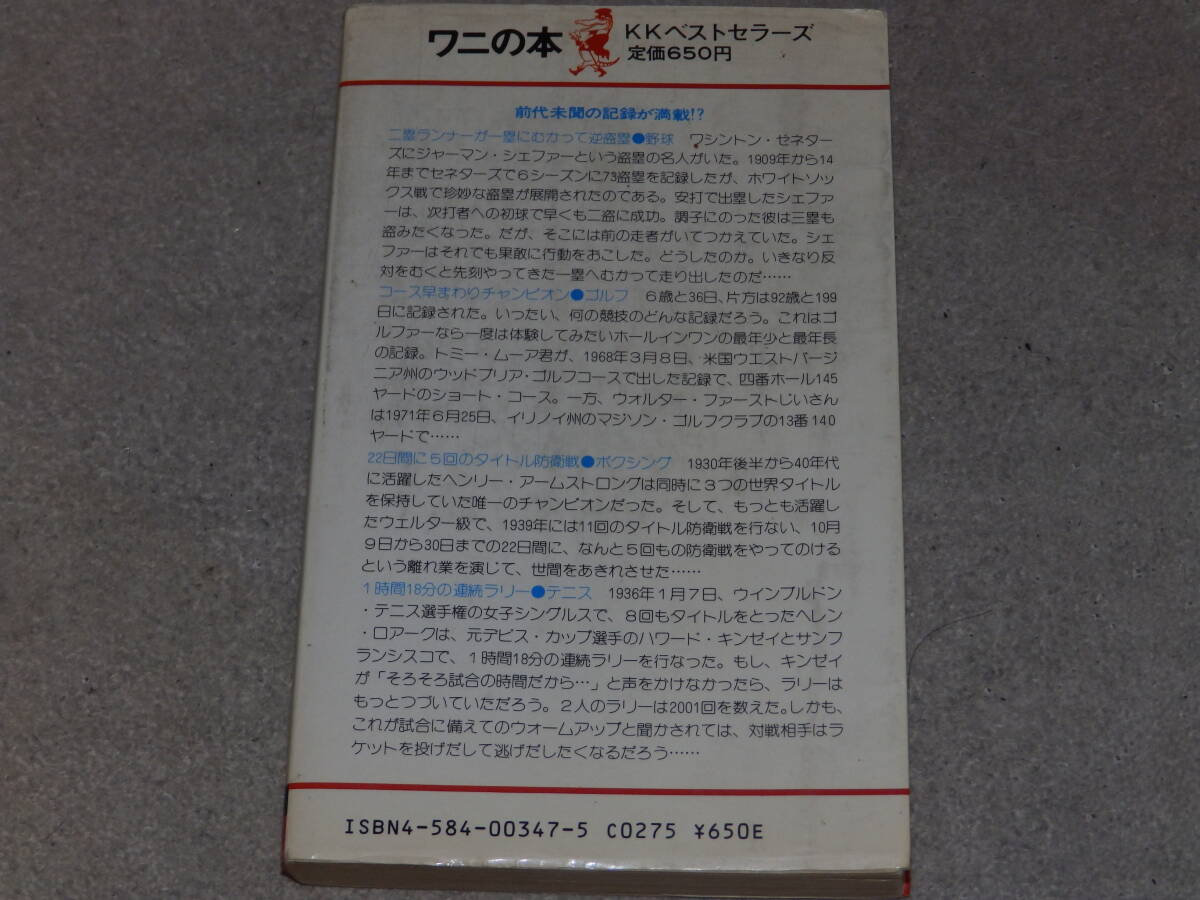 ワニの本
KKベストセラーズ
定価650円
前代未聞の記録が満載!?
二塁ランナーが一塁にむかって逆盗塁●野球 ワシントン・セネター
ズにジャーマン・シェファーという盗塁の名人がいた。1909年から14
年までセネターズで6シーズンに73盗塁を記録したが、ホワイトソッ
クス戦で珍妙な盗塁が展開されたのである。安打で出塁したシェファ
ーは、次打者への初球で早くも二盗に成功。調子にのった彼は三塁も
盗みたくなった。だが、そこには前の走者がいてつかえていた。シェ
ファーはそれでも果敢に行動をおこした。どうしたのか。いきなり反
対をむくと先刻やってきた一塁へむかって走り出したのだ……
コース早まわりチャンピオン●ゴルフ 6歳と36日、片方は92歳と199
日に記録された。いったい、何の競技のどんな記録だろう。これはゴ
ルファーなら一度は体験してみたいホールインワンの最年少と最年長
の記録。トミー・ムーア君が、1968年3月8日、米国ウエストバージ
ニア州のウッドブリア・ゴルフコースで出した記録で、四番ホール145
ヤードのショート・コース。一方、ウォルター・ファーストじいさん
は1971年6月25日、イリノイ州のマジソン・ゴルフクラブの13番140
ヤードで……
22日間に5回のタイトル防衛戦●ボクシング 1930年後半から40年代
に活躍したヘンリー・アームストロングは同時に3つの世界タイトル
を保持していた唯一のチャンピオンだった。そして、もっとも活躍し
たウェルター級で、1939年には11回のタイトル防衛戦を行ない、10月
9日から30日までの22日間に、なんと5回もの防衛戦をやってのける
という離れ業を演じて、世間をあきれさせた……
1時間18分の連続ラリー●テニス 1936年1月7日、ウインブルドン
・テニス選手権の女子シングルスで、8回もタイトルをとったヘレン
・ロアークは、元デビス・カップ選手のハワード・キンゼイとサンフ
ランシスコで、1時間18分の連続ラリーを行なった。もし、キンゼイ
が「そろそろ試合の時間だから…」と声をかけなかったら、ラリーは
もっとつづいていただろう。2人のラリーは2001回を数えた。しかも、
これが試合に備えてのウォームアップと聞かされては、対戦相手はラ
ケットを投げだして逃げだしたくなるだろう……
ISBN4-584-00347-5 C0275 ¥650E